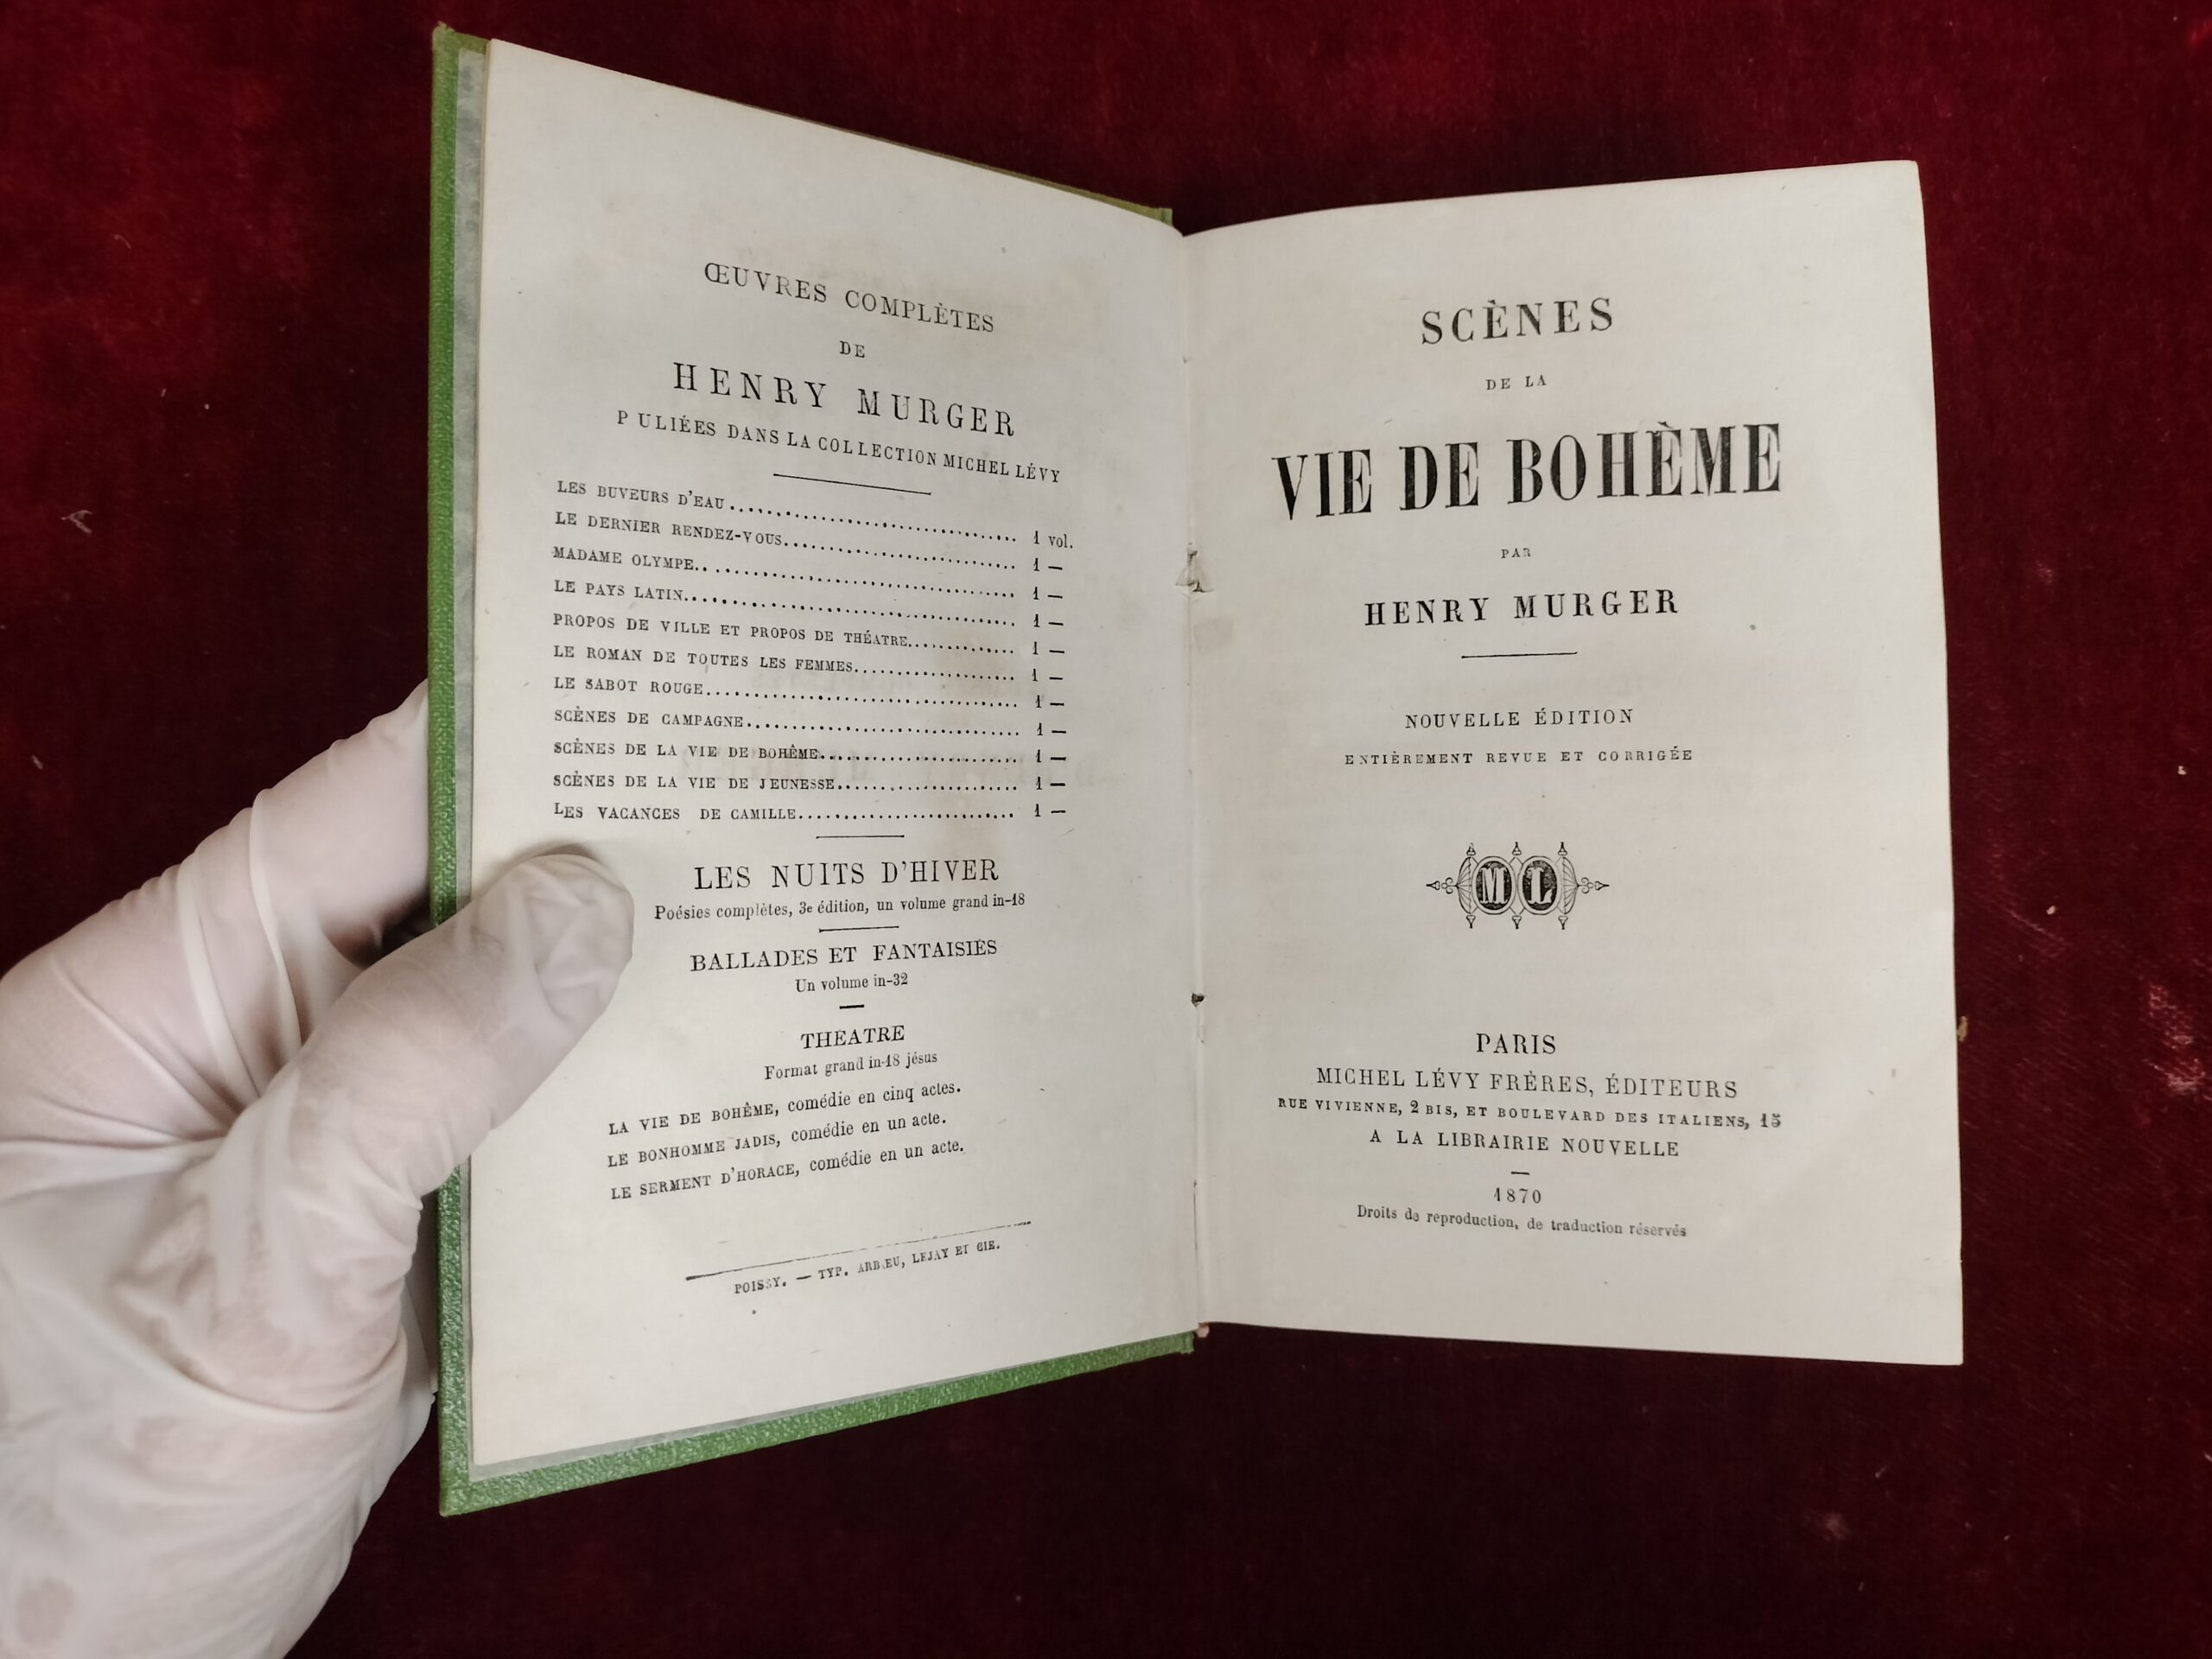 ŒUVRES COMPLÈTES
DE
HENRY MURGER
P ULIÉES DANS LA COLLECTION MICHEL LÉVY
LES BUVEURS D'EAU........................ 1 vol.
LE DERNIER RENDEZ-VOUS........................ 1 —
MADAME OLYMPE........................ 1 —
LE PAYS LATIN........................ 1 —
PROPOS DE VILLE ET PROPOS DE THÉATRE............. 1 —
LE ROMAN DE TOUTES LES FEMMES.................. 1 —
LE SABOT ROUGE........................ 1 —
SCÈNES DE CAMPAGNE........................ 1 —
SCÈNES DE LA VIE DE BOHÊME..................... 1 —
SCÈNES DE LA VIE DE JEUNESSE.................... 1 —
LES VACANCES DE CAMILLE........................ 1 —
LES NUITS D'HIVER
Poésies complètes, 3e édition, un volume grand in-18
BALLADES ET FANTAISIES
Un volume in-32
THÉATRE
Format grand in-18 jésus
LA VIE DE BOHÊME, comédie en cinq actes.
LE BONHOMME JADIS, comédie en un acte.
LE SERMENT D'HORACE, comédie en un acte.
POISSY. — TYP. ARBIEU, LEJAY ET CIE.
SCÈNES
DE LA
VIE DE BOHÈME
PAR
HENRY MURGER
NOUVELLE ÉDITION
ENTIÈREMENT REVUE ET CORRIGÉE
ML
PARIS
MICHEL LÉVY FRÈRES, ÉDITEURS
RUE VIVIENNE, 2 BIS, ET BOULEVARD DES ITALIENS, 15
A LA LIBRAIRIE NOUVELLE
1870
Droits de reproduction, de traduction réservés